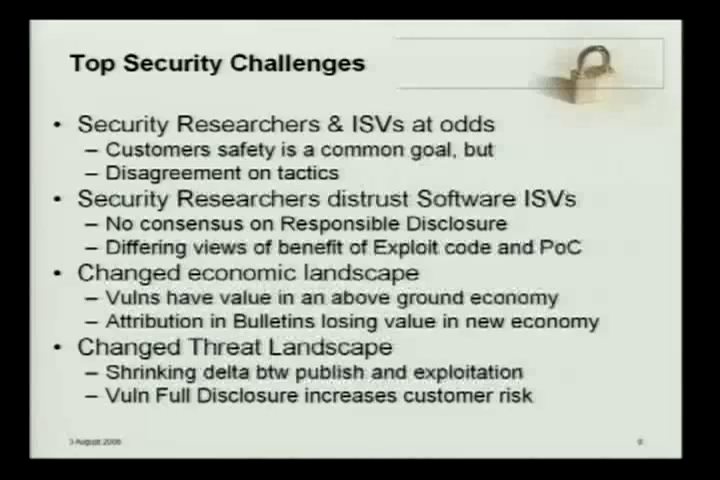 Top Security Challenges
• Security Researchers & ISVs at odds
– Customers safety is a common goal, but
– Disagreement on tactics
• Security Researchers distrust Software ISVs
– No consensus on Responsible Disclosure
– Differing views of benefit of Exploit code and PoC
• Changed economic landscape
– Vulns have value in an above ground economy
– Attribution in Bulletins losing value in new economy
• Changed Threat Landscape
– Shrinking delta btw publish and exploitation
– Vuln Full Disclosure increases customer risk
3 August 2006